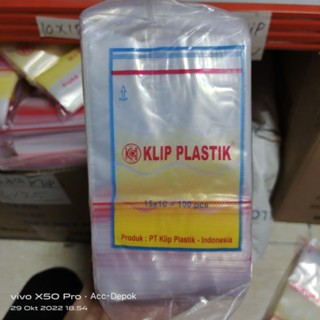 KLIP PLASTIK
15x10 - 100 pcs
Produk : PT Klip Plastik - Indonesia
vivo X50 Pro · Acc-Depok
29 Okt 2022 18:54